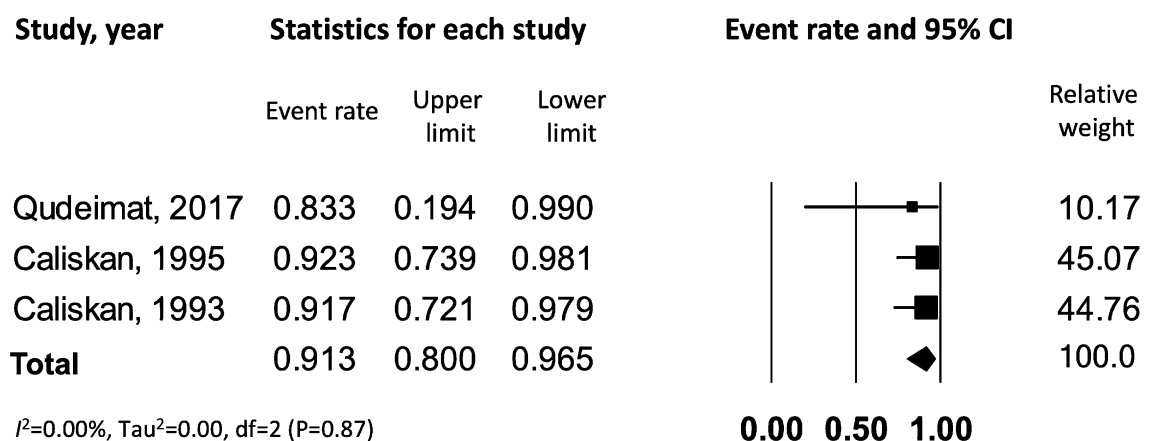 Study, year Statistics for each study Event rate and 95% CI
Event rate Upper limit Lower limit Relative weight
Qudeimat, 2017 0.833 0.194 0.990 10.17
Caliskan, 1995 0.923 0.739 0.981 45.07
Caliskan, 1993 0.917 0.721 0.979 44.76
Total 0.913 0.800 0.965 100.0
I²=0.00%, Tau²=0.00, df=2 (P=0.87) 0.00 0.50 1.00